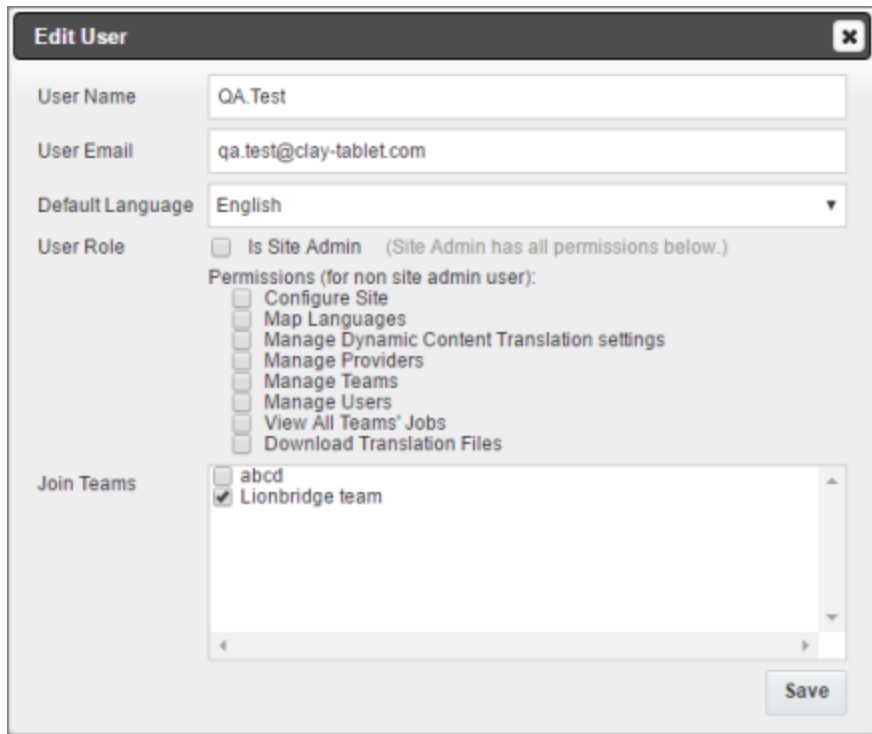 Edit User
User Name QA.Test
User Email qa.test@clay-tablet.com
Default Language English
User Role Is Site Admin (Site Admin has all permissions below.)
Permissions (for non site admin user):
Configure Site
Map Languages
Manage Dynamic Content Translation settings
Manage Providers
Manage Teams
Manage Users
View All Teams' Jobs
Download Translation Files
Join Teams abcd
Lionbridge team
Save